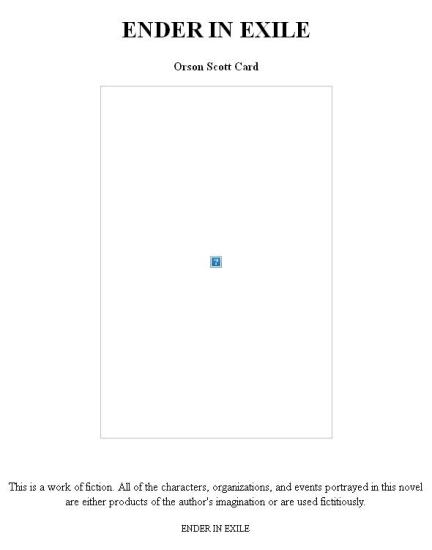 ENDER IN EXILE
Orson Scott Card
?
This is a work of fiction. All of the characters, organizations, and events portrayed in this novel
are either products of the author's imagination or are used fictitiously.
ENDER IN EXILE